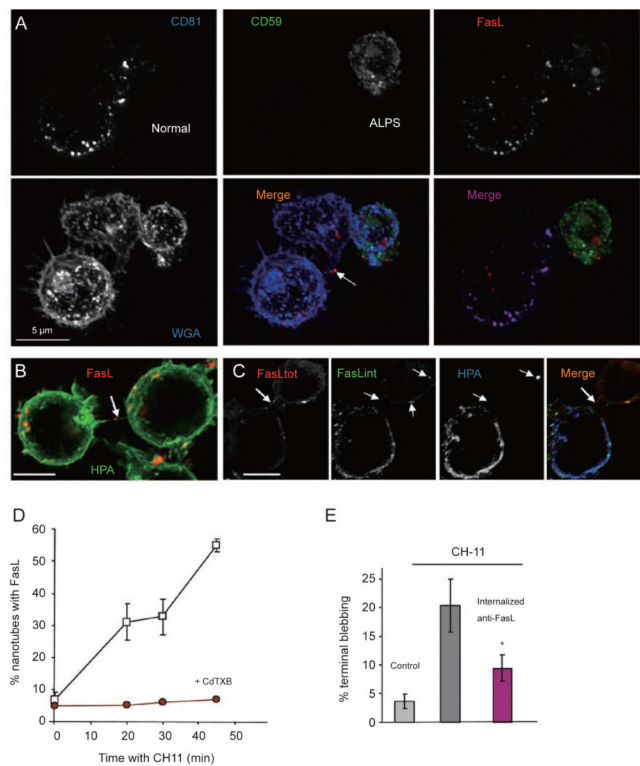 A
CD81
Normal
CD59
ALPS
FasL
WGA
5 µm
Merge
Merge
B
FasL
HPA
C
FasLtot
FasLint
HPA
Merge
D
% nanotubes with FasL
60
50
40
30
20
10
0
+ CdTXB
0
10
20
30
40
50
Time with CH11 (min)
E
CH-11
% terminal blebbing
25
20
15
10
5
0
Control
Internalized
anti-FasL
*